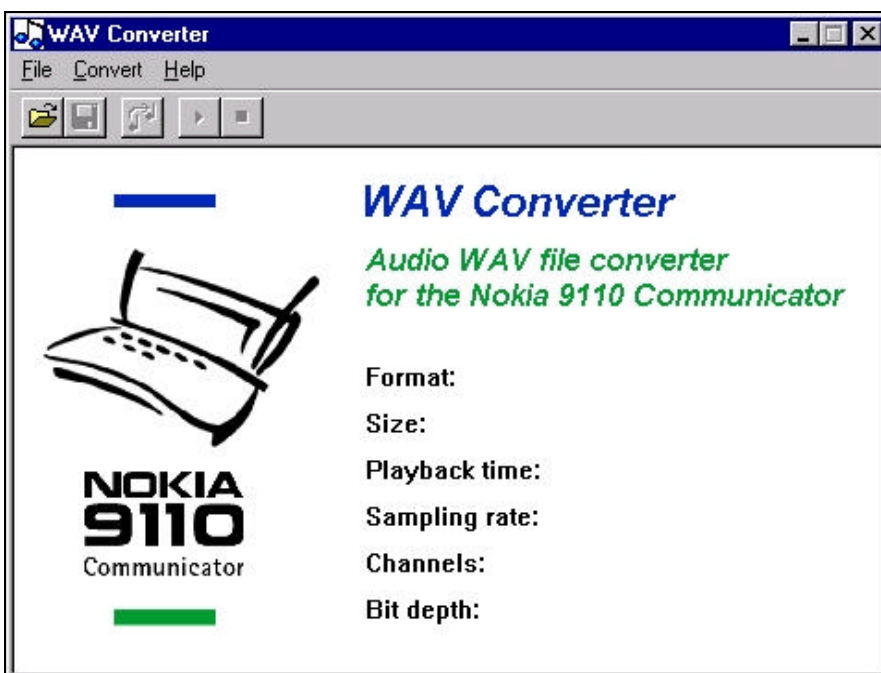 WAV Converter
File Convert Help
WAV Converter
Audio WAV file converter
for the Nokia 9110 Communicator
Format:
Size:
Playback time:
Sampling rate:
Channels:
Bit depth:
NOKIA
9110
Communicator